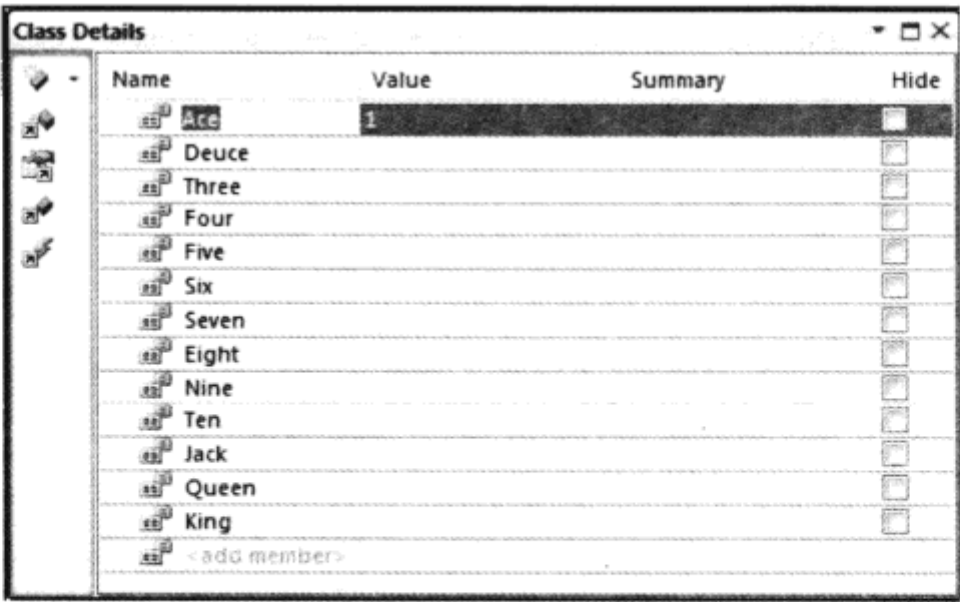 Class Details
Name Value Summary Hide
Ace 1
Deuce
Three
Four
Five
Six
Seven
Eight
Nine
Ten
Jack
Queen
King
<add member>